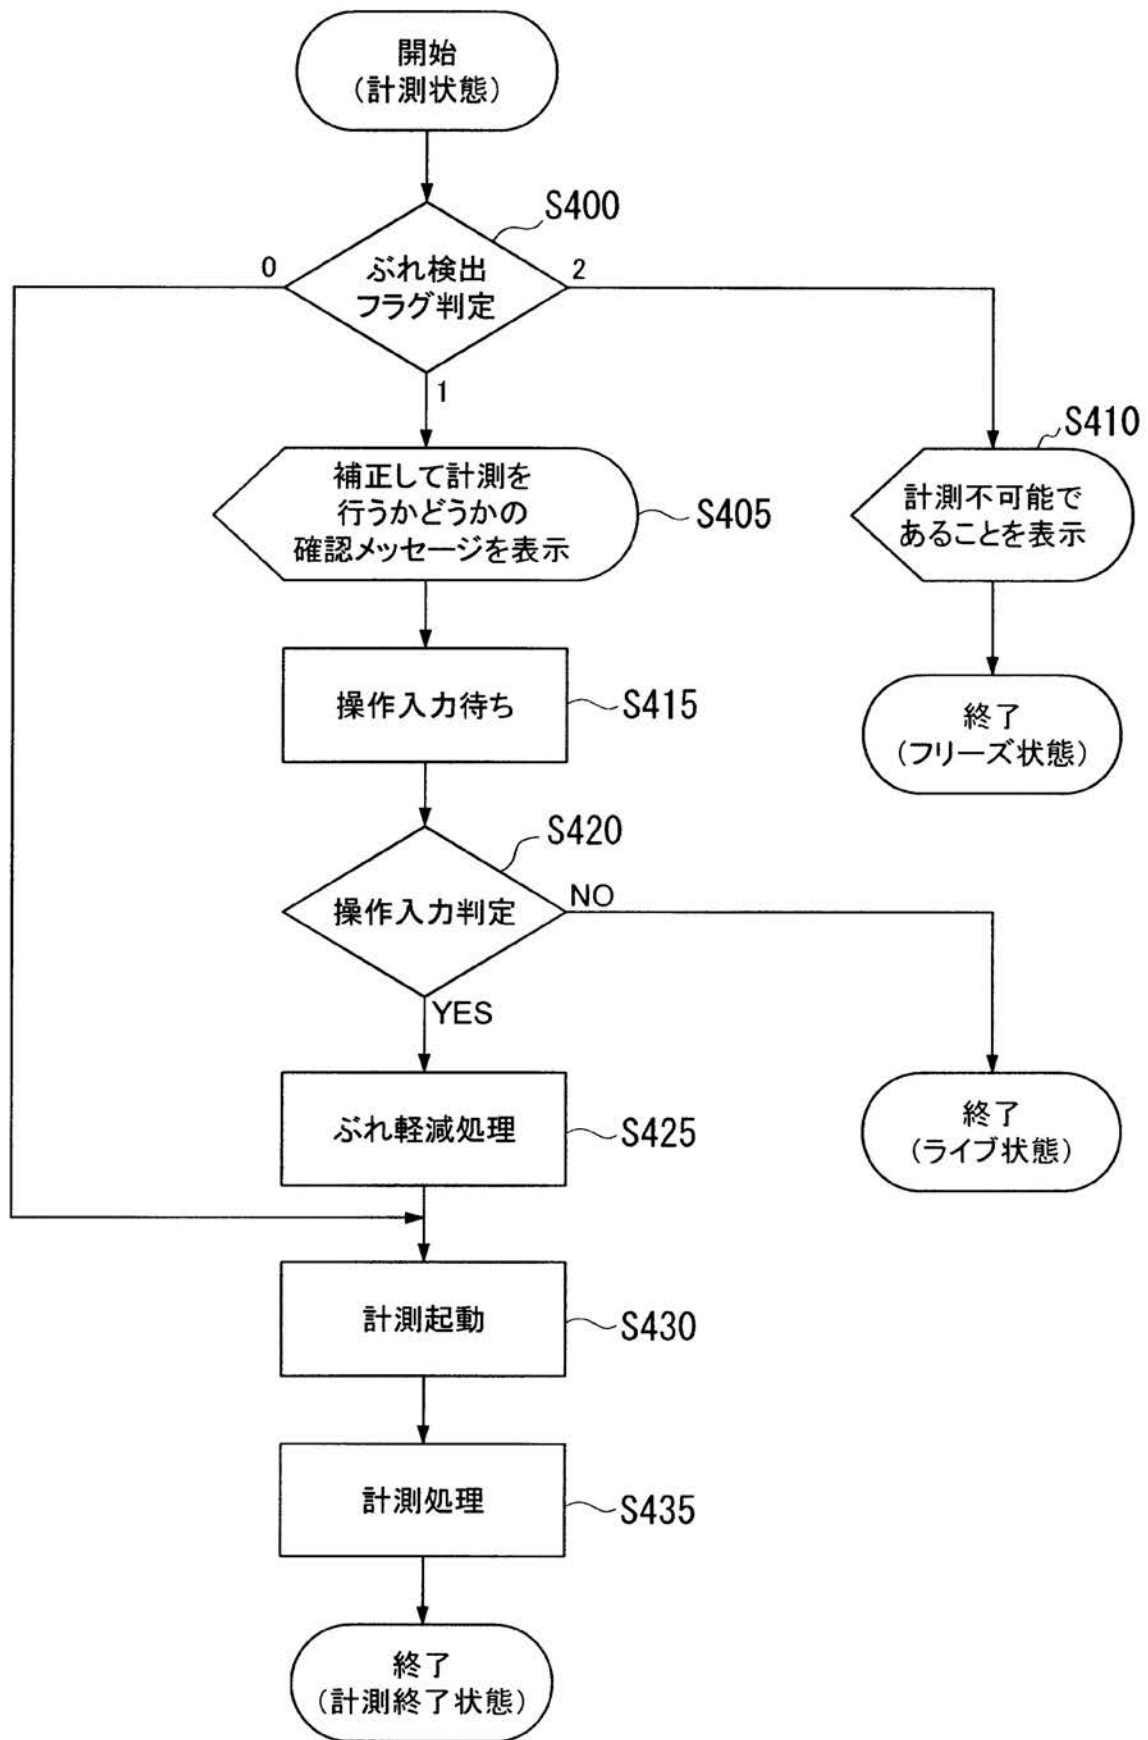 開始
(計測状態)
S400
0
ぶれ検出
フラグ判定
2
1
S410
補正して計測を
行うかどうかの
確認メッセージを表示
S405
計測不可能で
あることを表示
操作入力待ち
S415
終了
(フリーズ状態)
S420
操作入力判定
NO
YES
ぶれ軽減処理
S425
終了
(ライブ状態)
計測起動
S430
計測処理
S435
終了
(計測終了状態)